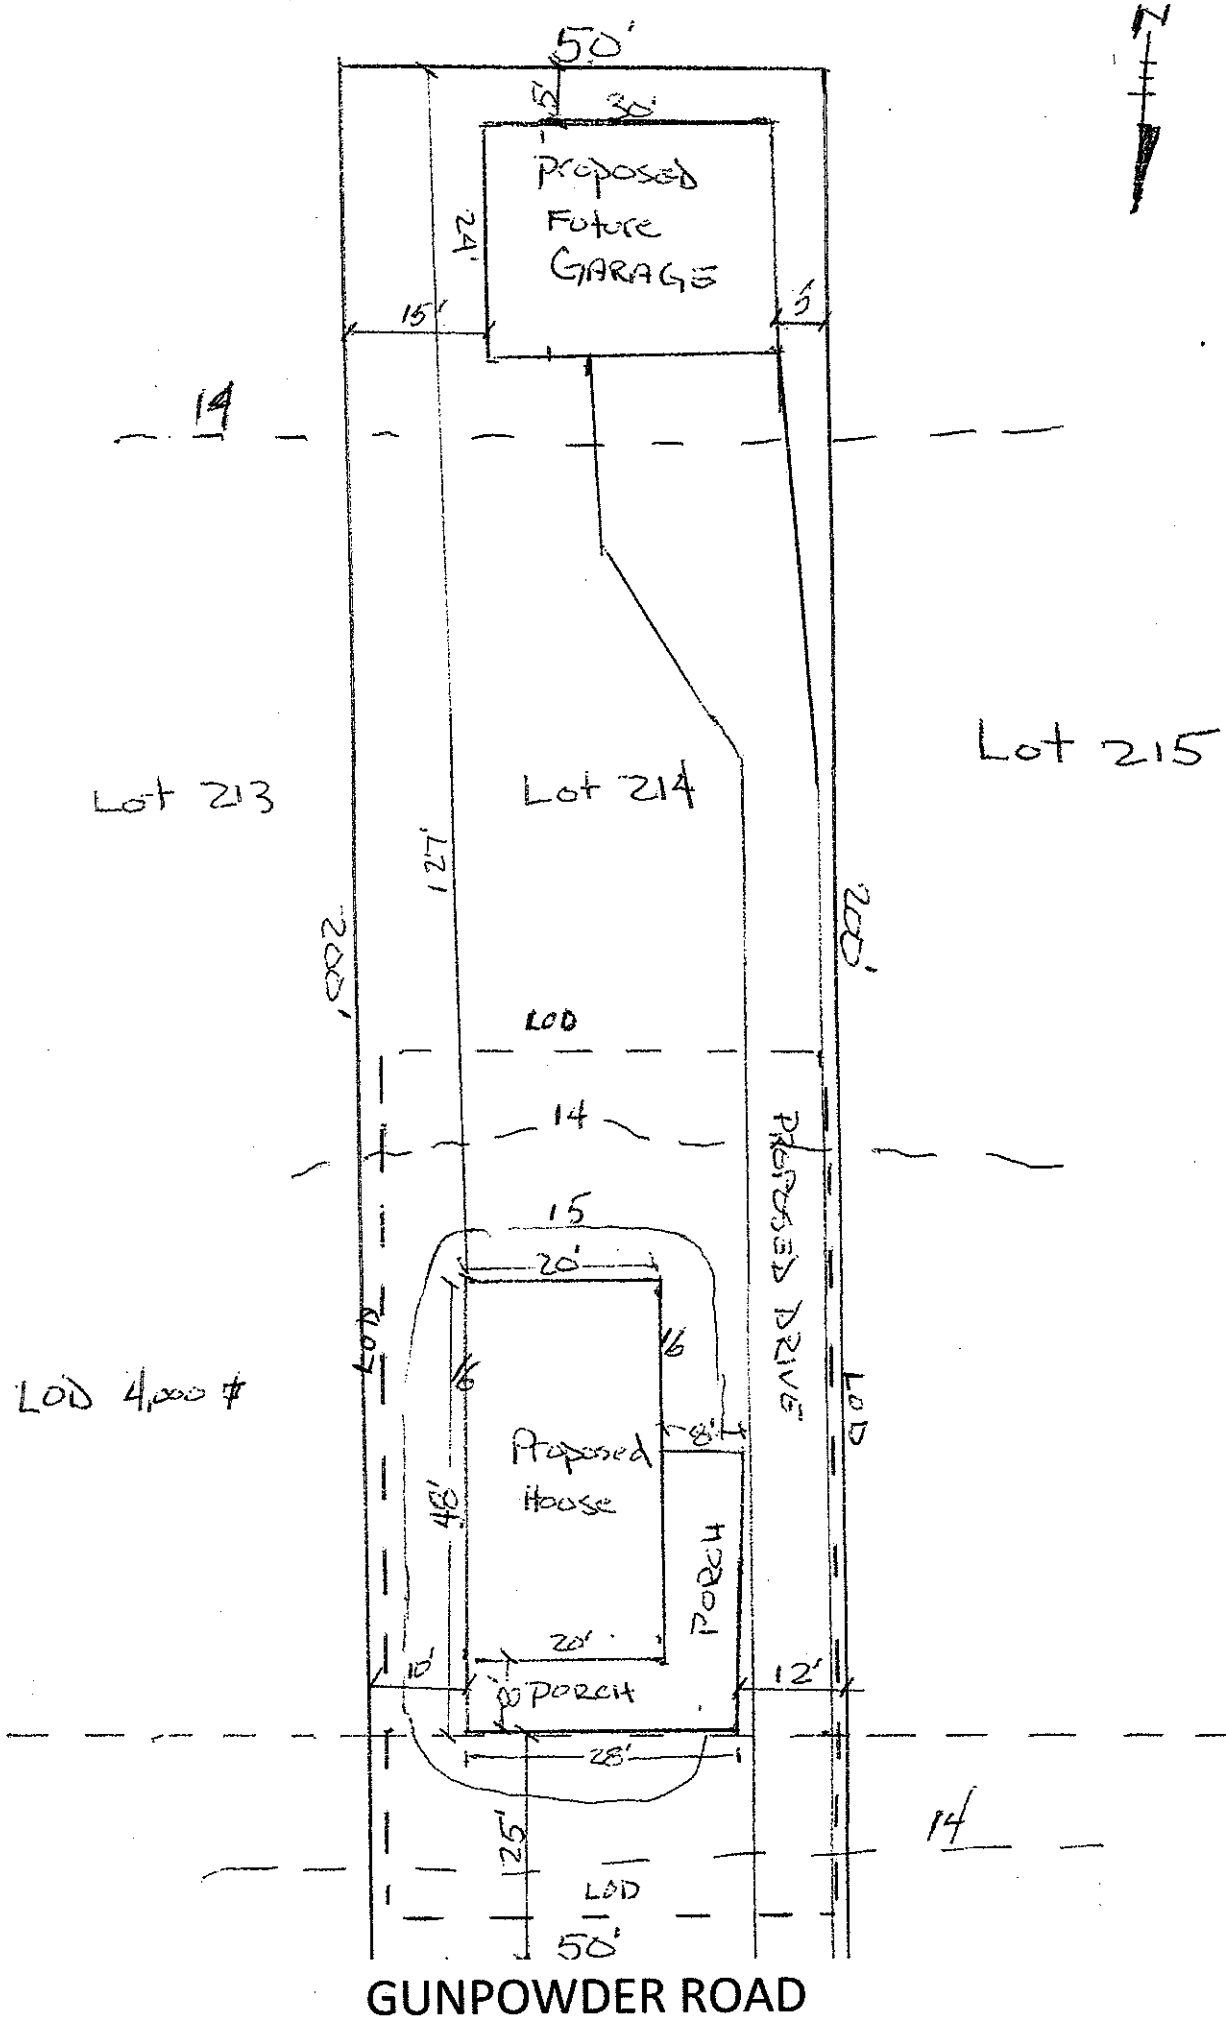 50'
N
5'
30'
Proposed
Future
GARAGE
24'
15'
5'
14
Lot 213
Lot 214
Lot 215
127'
200'
200'
LOD
14
15
20'
PROPOSED DRIVE
LOD
16
16
LOD 4,000 #
8'
LOD
Proposed
House
48'
PORCH
20'
10'
8'
PORCH
12'
28'
14
25'
LOD
50'
GUNPOWDER ROAD